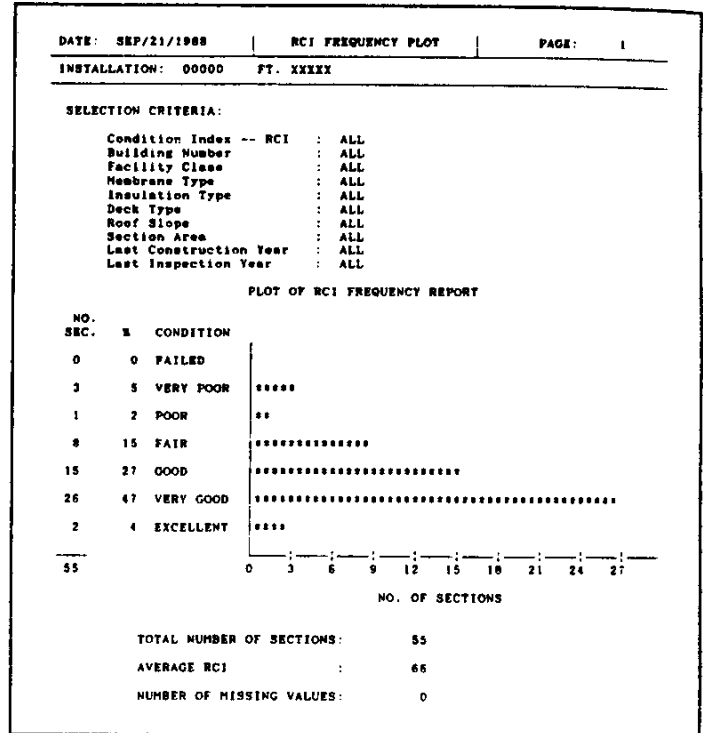 DATE: SEP/21/1988 | RCI FREQUENCY PLOT | PAGE: 1
INSTALLATION: 00000 FT. XXXXX
SELECTION CRITERIA:
Condition Index -- RCI : ALL
Building Number : ALL
Facility Class : ALL
Membrane Type : ALL
Insulation Type : ALL
Deck Type : ALL
Roof Slope : ALL
Section Area : ALL
Last Construction Year : ALL
Last Inspection Year : ALL
PLOT OF RCI FREQUENCY REPORT
NO.
SEC. % CONDITION
0 0 FAILED
3 5 VERY POOR *****
1 2 POOR **
8 15 FAIR **************
15 27 GOOD **************************
26 47 VERY GOOD *********************************************
2 4 EXCELLENT ****
55 0 3 6 9 12 15 18 21 24 27
NO. OF SECTIONS
TOTAL NUMBER OF SECTIONS: 55
AVERAGE RCI : 66
NUMBER OF MISSING VALUES: 0